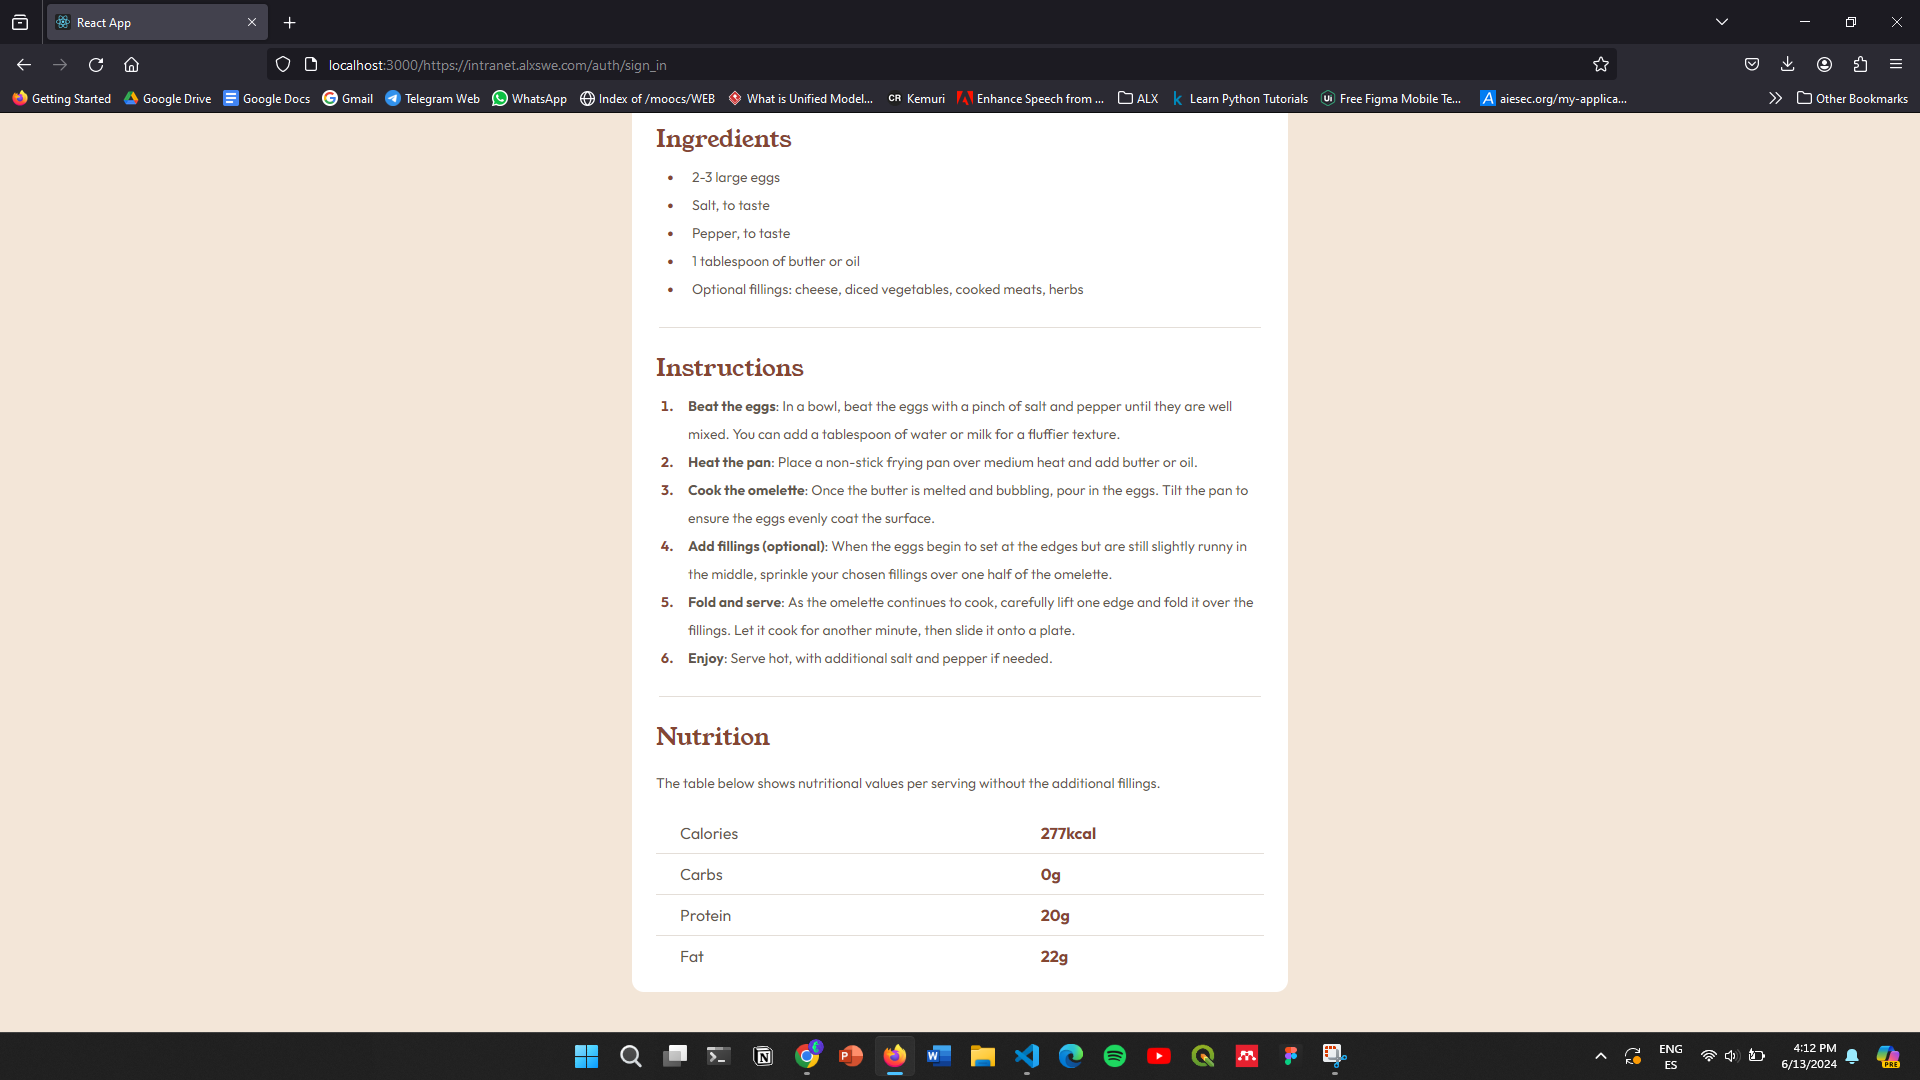 React App
localhost:3000/https://intranet.alxswe.com/auth/sign_in
Getting Started Google Drive Google Docs Gmail Telegram Web WhatsApp Index of /moocs/WEB What is Unified Model... CR Kemuri Enhance Speech from ... ALX Learn Python Tutorials Free Figma Mobile Te... aiesec.org/my-applica... Other Bookmarks
Ingredients
• 2-3 large eggs
• Salt, to taste
• Pepper, to taste
• 1 tablespoon of butter or oil
• Optional fillings: cheese, diced vegetables, cooked meats, herbs
Instructions
1. Beat the eggs: In a bowl, beat the eggs with a pinch of salt and pepper until they are well
mixed. You can add a tablespoon of water or milk for a fluffier texture.
2. Heat the pan: Place a non-stick frying pan over medium heat and add butter or oil.
3. Cook the omelette: Once the butter is melted and bubbling, pour in the eggs. Tilt the pan to
ensure the eggs evenly coat the surface.
4. Add fillings (optional): When the eggs begin to set at the edges but are still slightly runny in
the middle, sprinkle your chosen fillings over one half of the omelette.
5. Fold and serve: As the omelette continues to cook, carefully lift one edge and fold it over the
fillings. Let it cook for another minute, then slide it onto a plate.
6. Enjoy: Serve hot, with additional salt and pepper if needed.
Nutrition
The table below shows nutritional values per serving without the additional fillings.
Calories 277kcal
Carbs 0g
Protein 20g
Fat 22g
ENG 4:12 PM
ES 6/13/2024